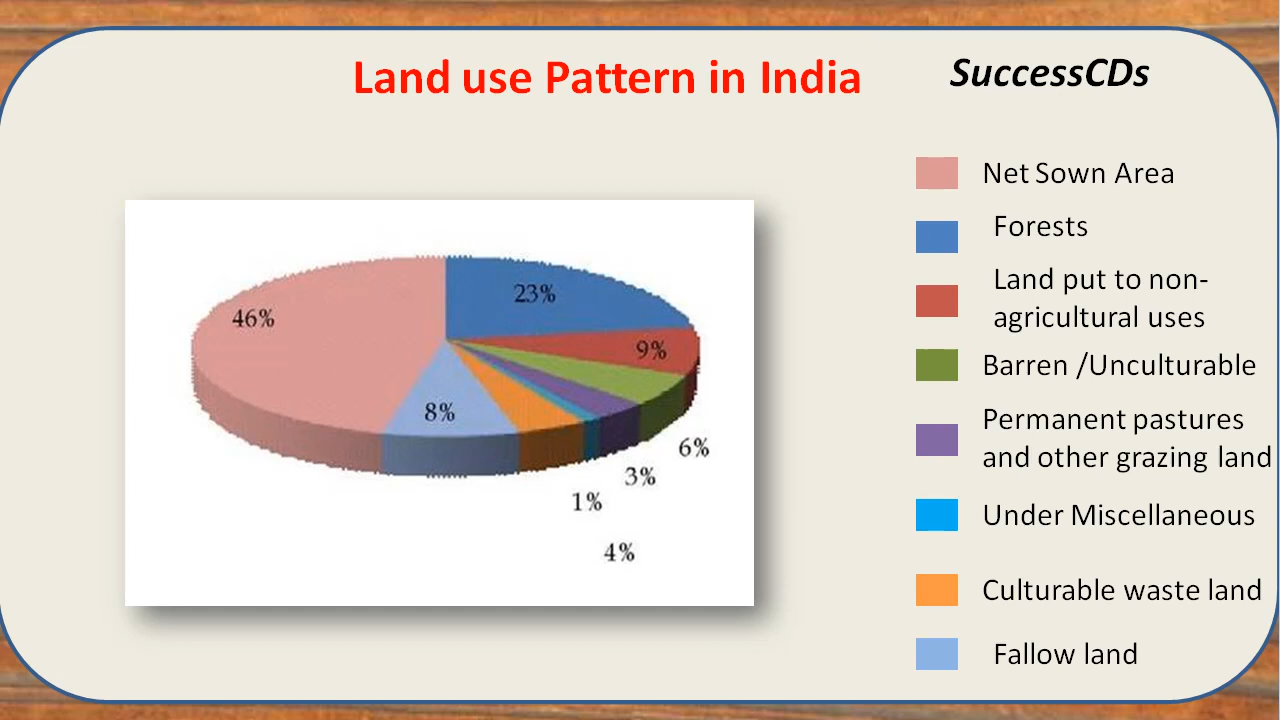 Land use Pattern in India
SuccessCDs
46%
23%
9%
8%
6%
3%
1%
4%
Net Sown Area
Forests
Land put to non-
agricultural uses
Barren /Unculturable
Permanent pastures
and other grazing land
Under Miscellaneous
Culturable waste land
Fallow land